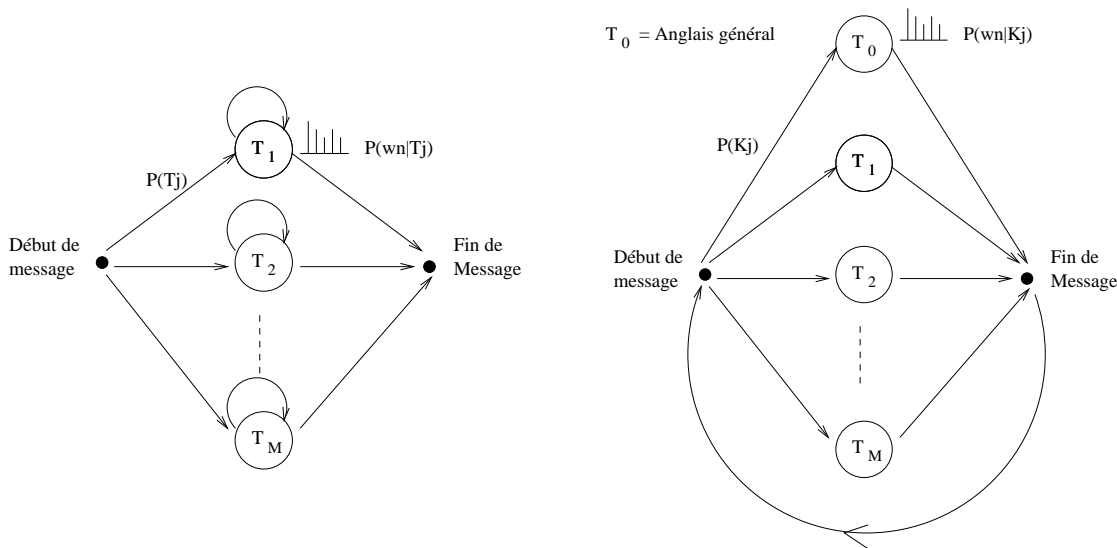 T 1
P(wn|Tj)
P(Tj)
Début de
message
T 2
Fin de
Message
T M
T 0 = Anglais général
T 0
P(wn|Kj)
P(Kj)
T 1
Début de
message
T 2
Fin de
Message
T M